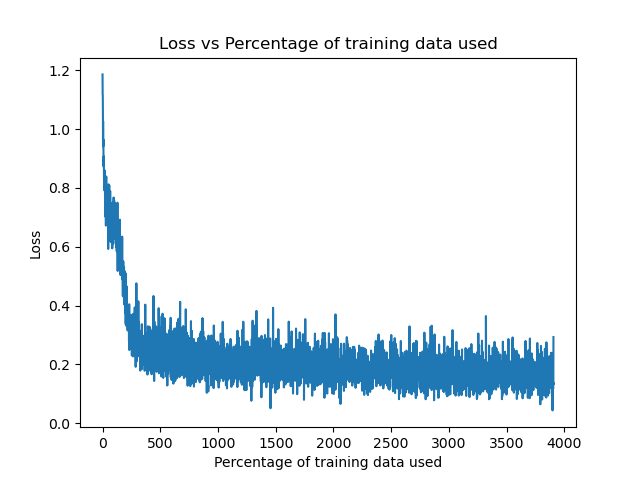 Loss vs Percentage of training data used
1.2
1.0
0.8
0.6
0.4
0.2
0.0
Loss
0 500 1000 1500 2000 2500 3000 3500 4000
Percentage of training data used